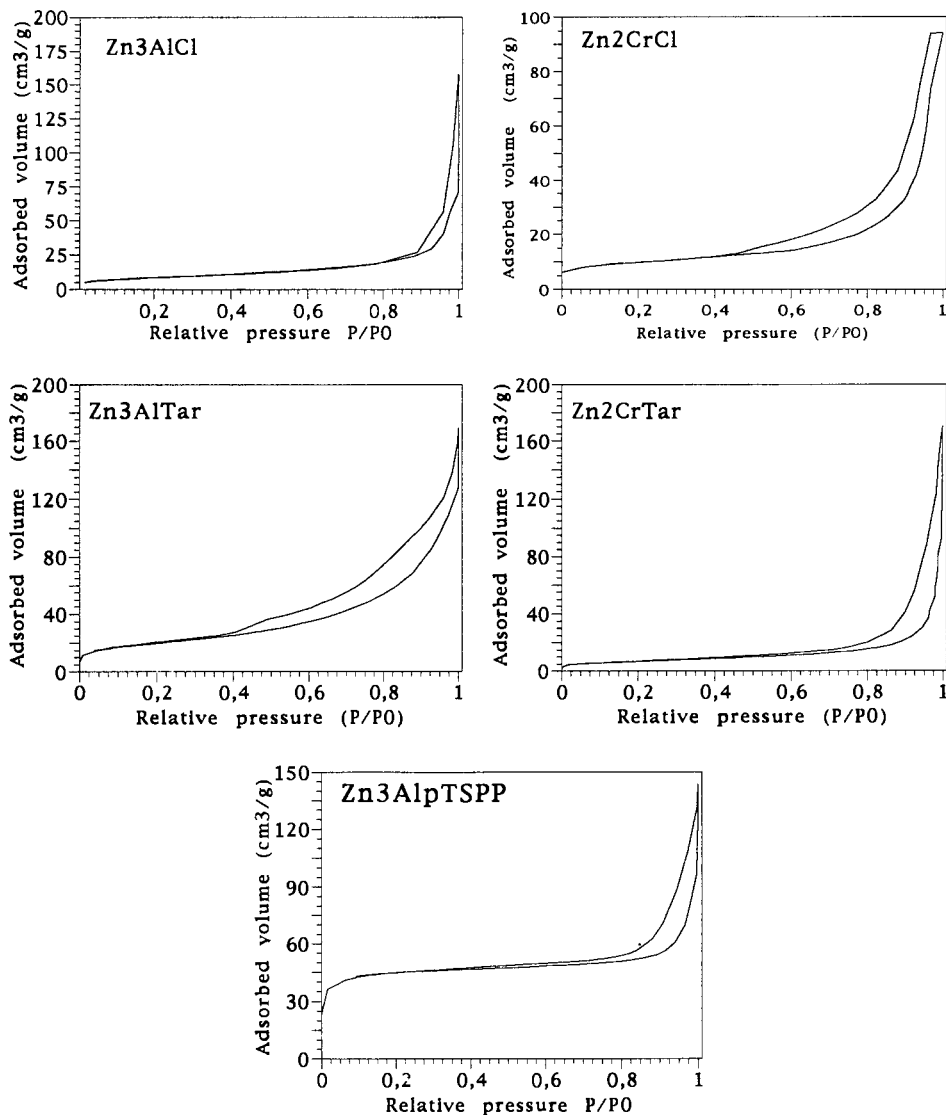 Zn3AlCl
Adsorbed volume (cm3/g)
200
175
150
125
100
75
50
25
0
0,2 0,4 0,6 0,8 1
Relative pressure P/P0
Zn2CrCl
Adsorbed volume (cm3/g)
100
80
60
40
20
0
0 0,2 0,4 0,6 0,8 1
Relative pressure (P/P0)
Zn3AlTar
Adsorbed volume (cm3/g)
200
160
120
80
40
0
0 0,2 0,4 0,6 0,8 1
Relative pressure (P/P0)
Zn2CrTar
Adsorbed volume (cm3/g)
200
160
120
80
40
0
0 0,2 0,4 0,6 0,8 1
Relative pressure (P/P0)
Zn3AlpTSPP
Adsorbed volume (cm3/g)
150
120
90
60
30
0
0 0,2 0,4 0,6 0,8 1
Relative pressure P/P0